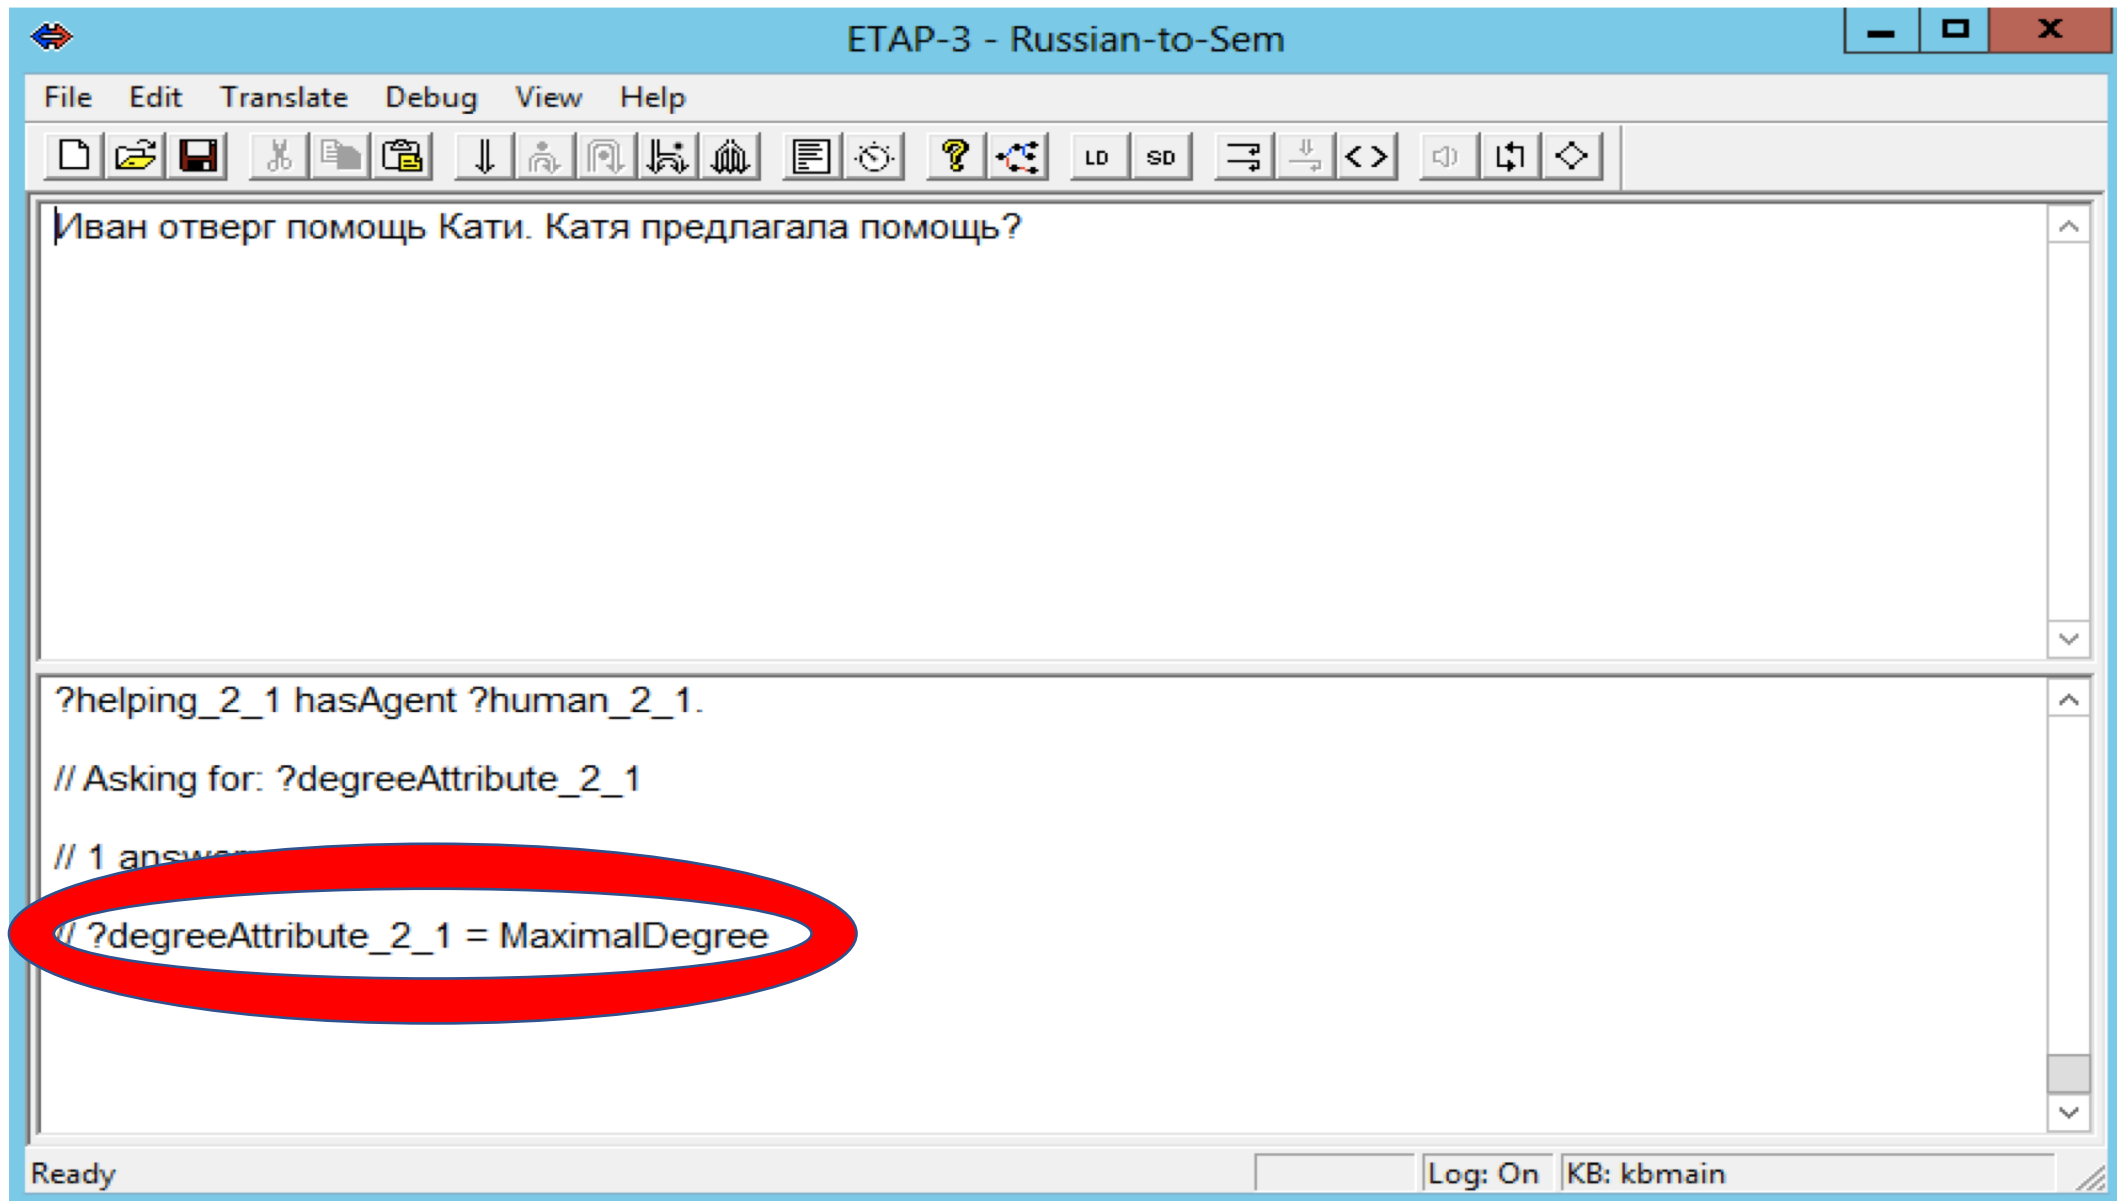 ETAP-3 - Russian-to-Sem
File Edit Translate Debug View Help
LD SD
Иван отверг помощь Кати. Катя предлагала помощь?
?helping_2_1 hasAgent ?human_2_1.
// Asking for: ?degreeAttribute_2_1
// 1
// ?degreeAttribute_2_1 = MaximalDegree
Ready Log: On KB: kbmain